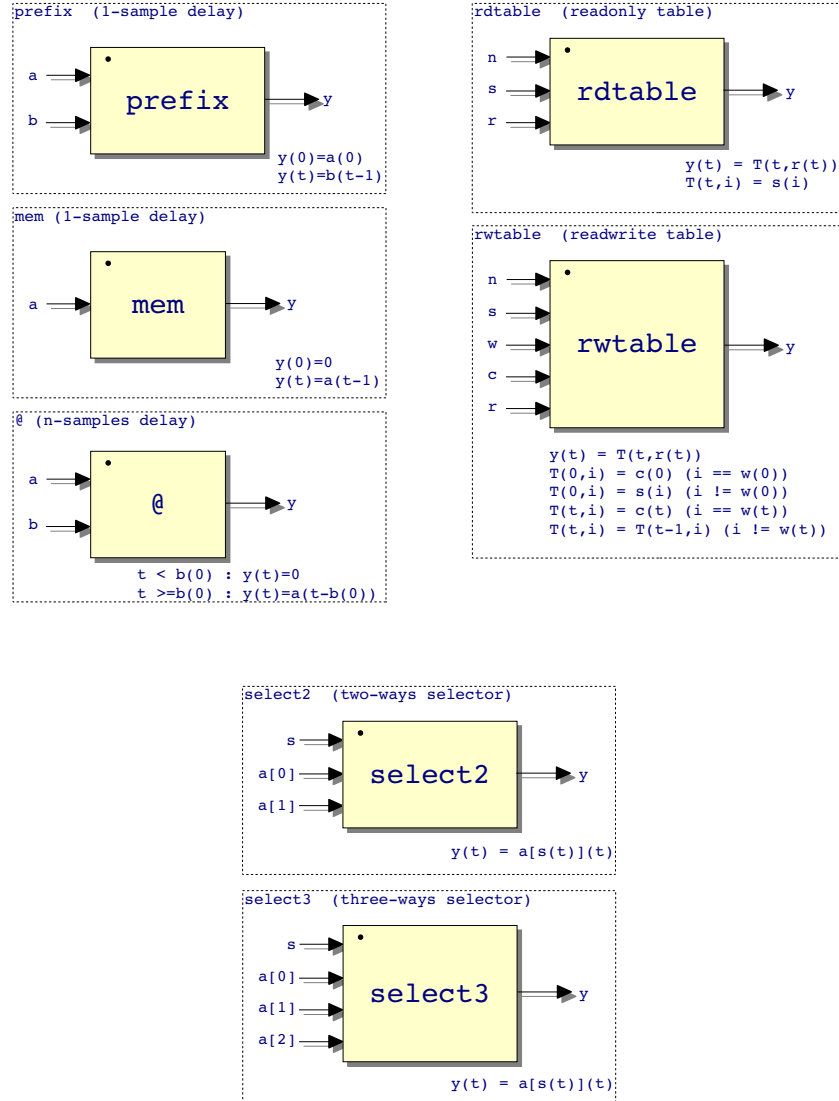 prefix (1-sample delay)
a
b
prefix
y
y(0)=a(0)
y(t)=b(t-1)
mem (1-sample delay)
a
mem
y
y(0)=0
y(t)=a(t-1)
@ (n-samples delay)
a
b
@
y
t < b(0) : y(t)=0
t >=b(0) : y(t)=a(t-b(0))
rdtable (readonly table)
n
s
r
rdtable
y
y(t) = T(t,r(t))
T(t,i) = s(i)
rwtable (readwrite table)
n
s
w
c
r
rwtable
y
y(t) = T(t,r(t))
T(0,i) = c(0) (i == w(0))
T(0,i) = s(i) (i != w(0))
T(t,i) = c(t) (i == w(t))
T(t,i) = T(t-1,i) (i != w(t))
select2 (two-ways selector)
s
a[0]
a[1]
select2
y
y(t) = a[s(t)](t)
select3 (three-ways selector)
s
a[0]
a[1]
a[2]
select3
y
y(t) = a[s(t)](t)